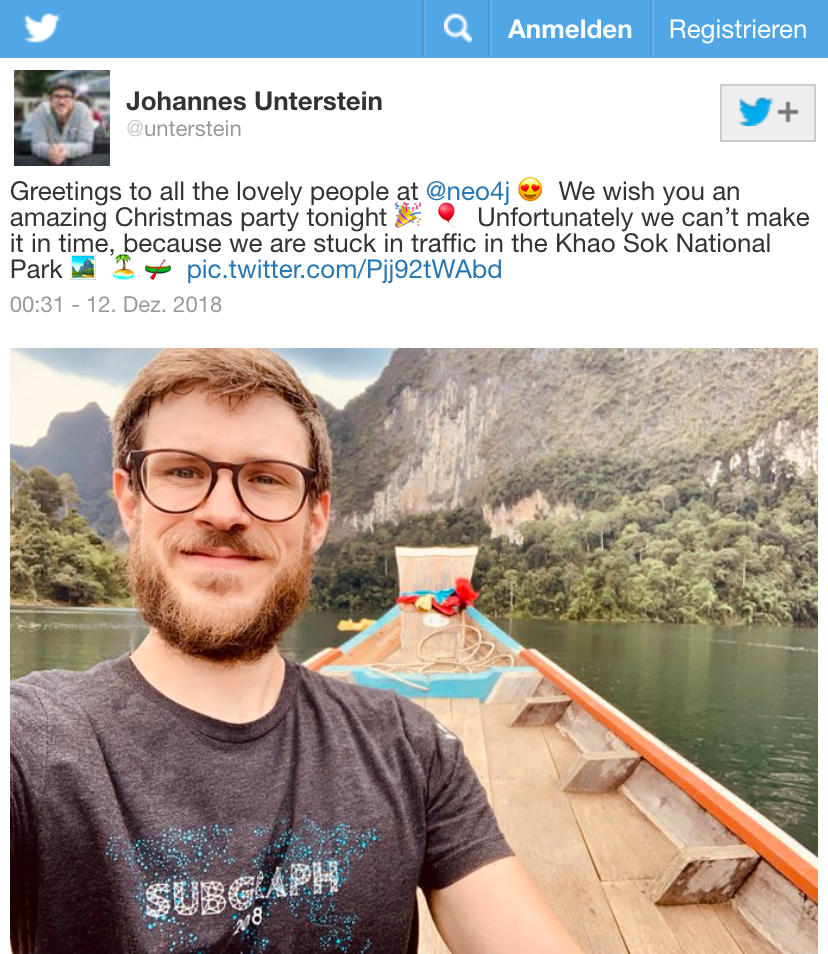 Anmelden Registrieren
Johannes Unterstein
@unterstein
Greetings to all the lovely people at @neo4j 😍 We wish you an
amazing Christmas party tonight 🎉 🎈 Unfortunately we can’t make
it in time, because we are stuck in traffic in the Khao Sok National
Park 🏞️ 🏝️ 🛶 pic.twitter.com/Pjj92tWAbd
00:31 - 12. Dez. 2018
SUBGRAPH